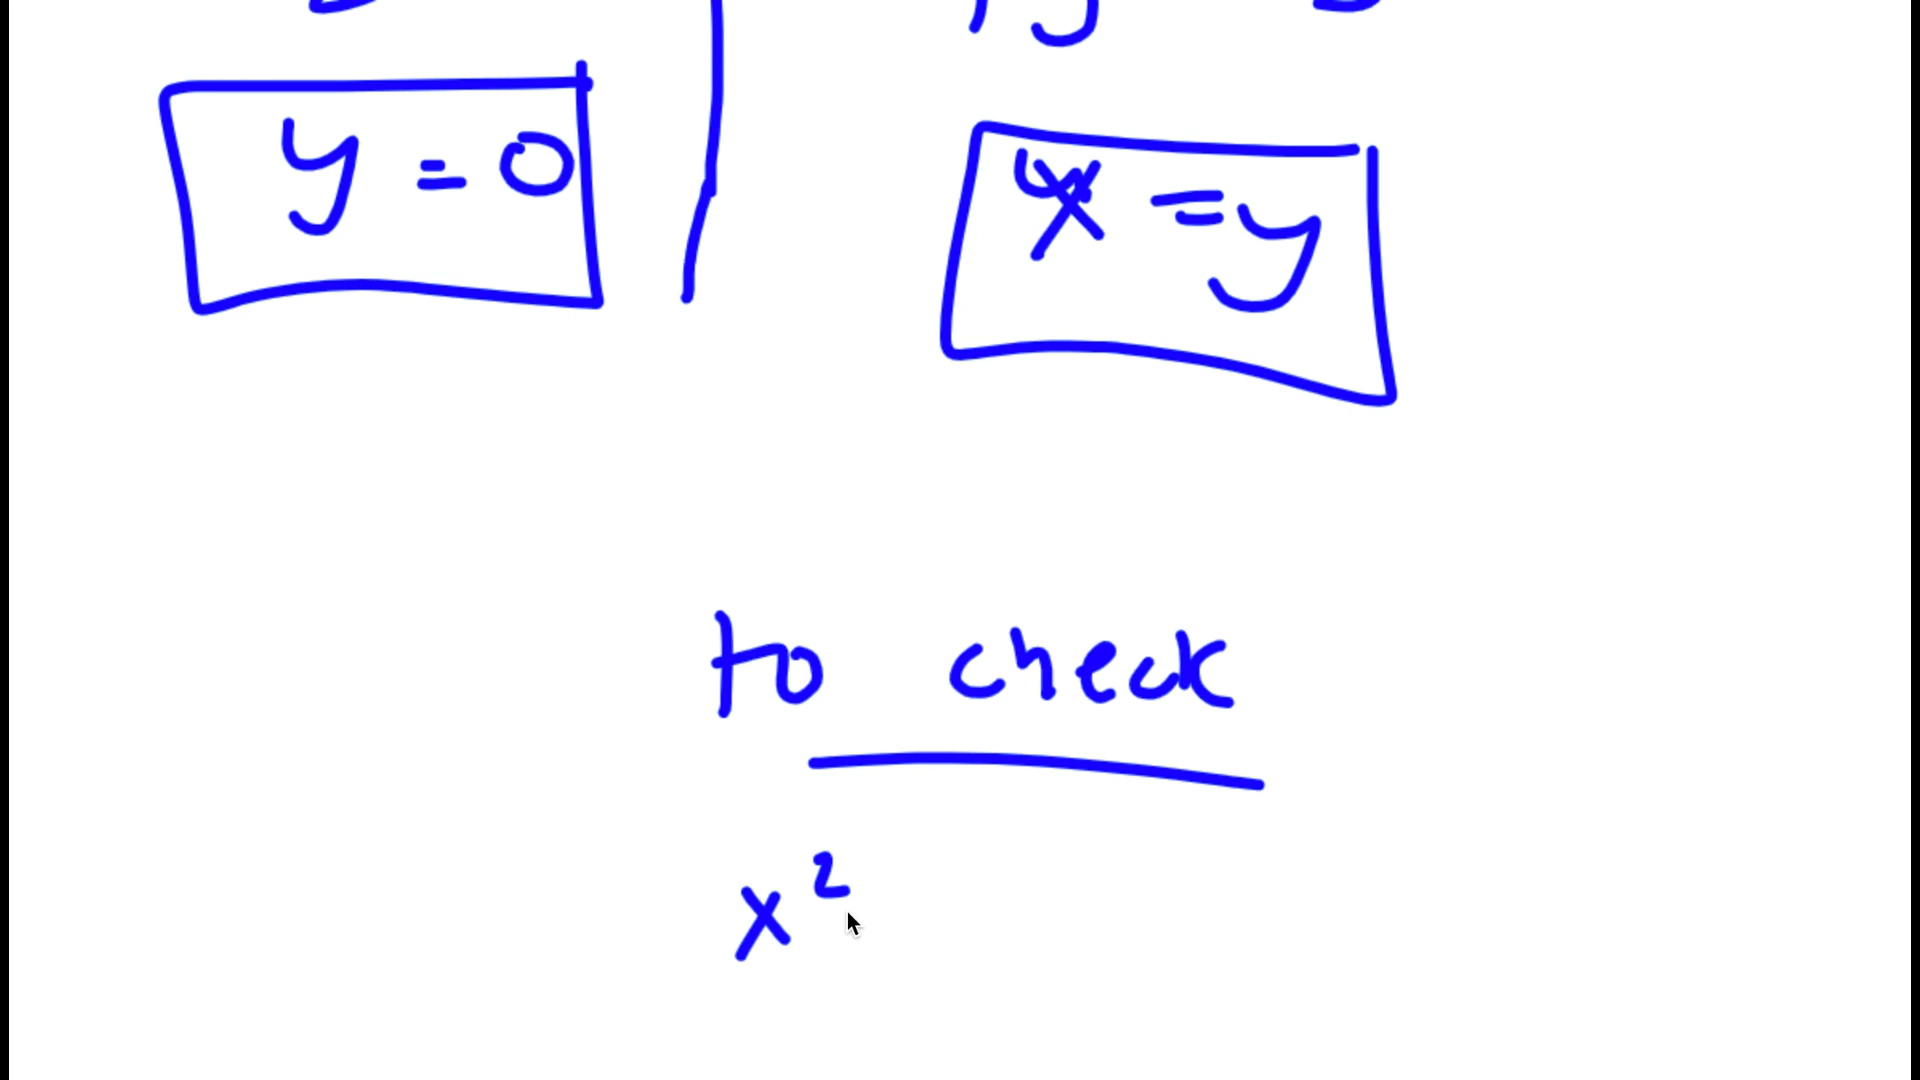 y = 0
x = y
to check
x²